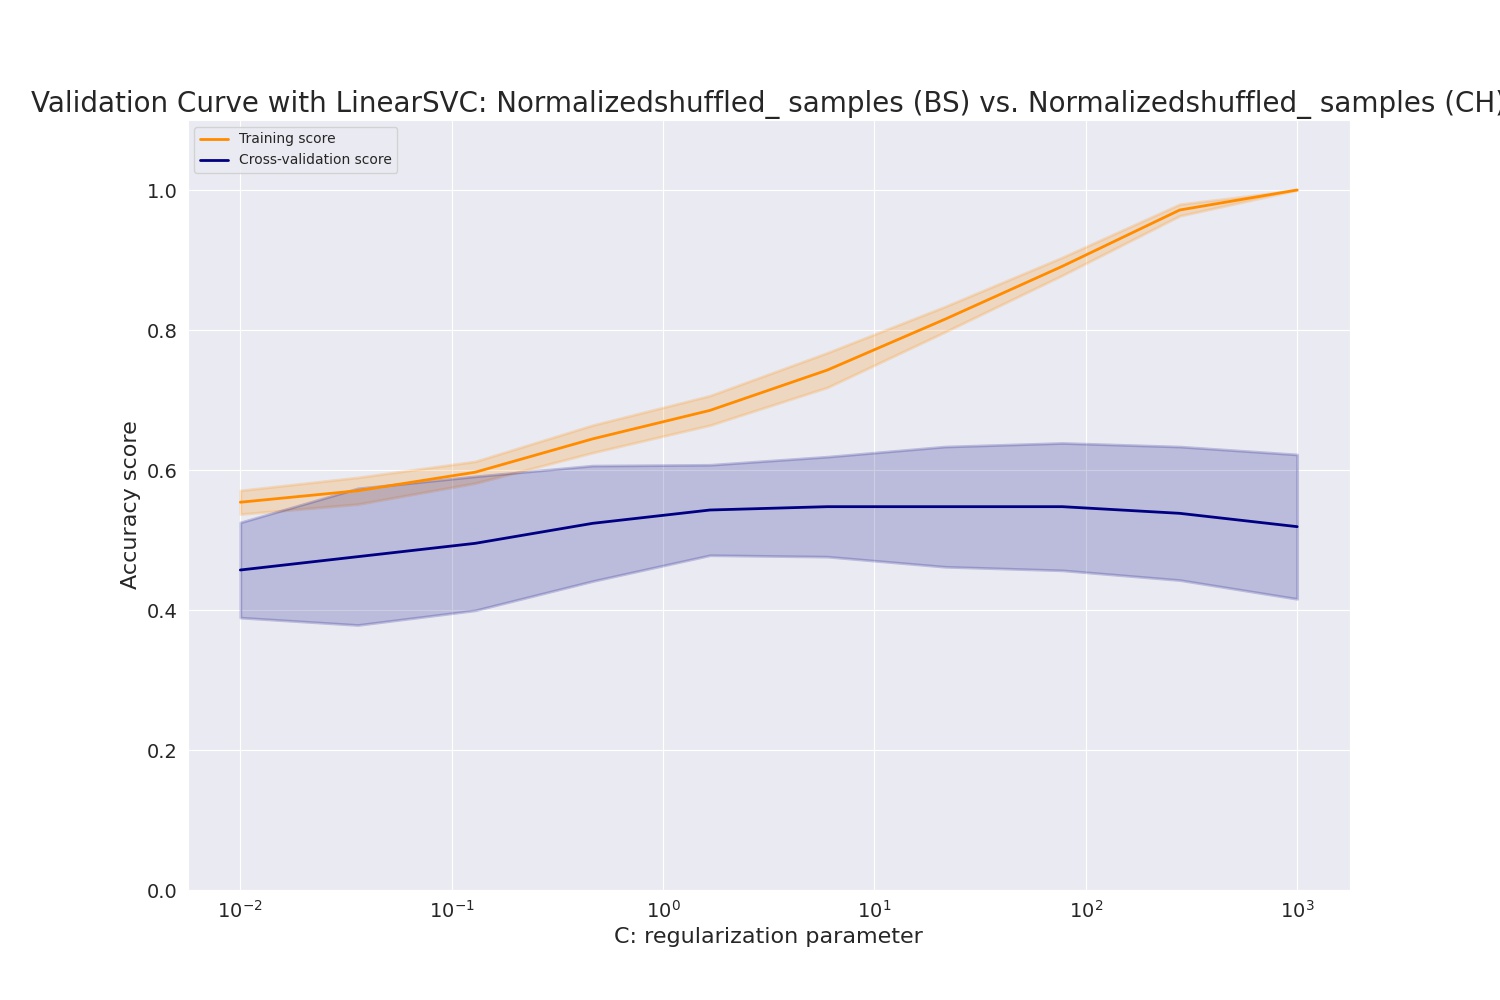 Validation Curve with LinearSVC: Normalizedshuffled_ samples (BS) vs. Normalizedshuffled_ samples (CH)
Training score
Cross-validation score
Accuracy score
1.0
0.8
0.6
0.4
0.2
0.0
10⁻² 10⁻¹ 10⁰ 10¹ 10² 10³
C: regularization parameter